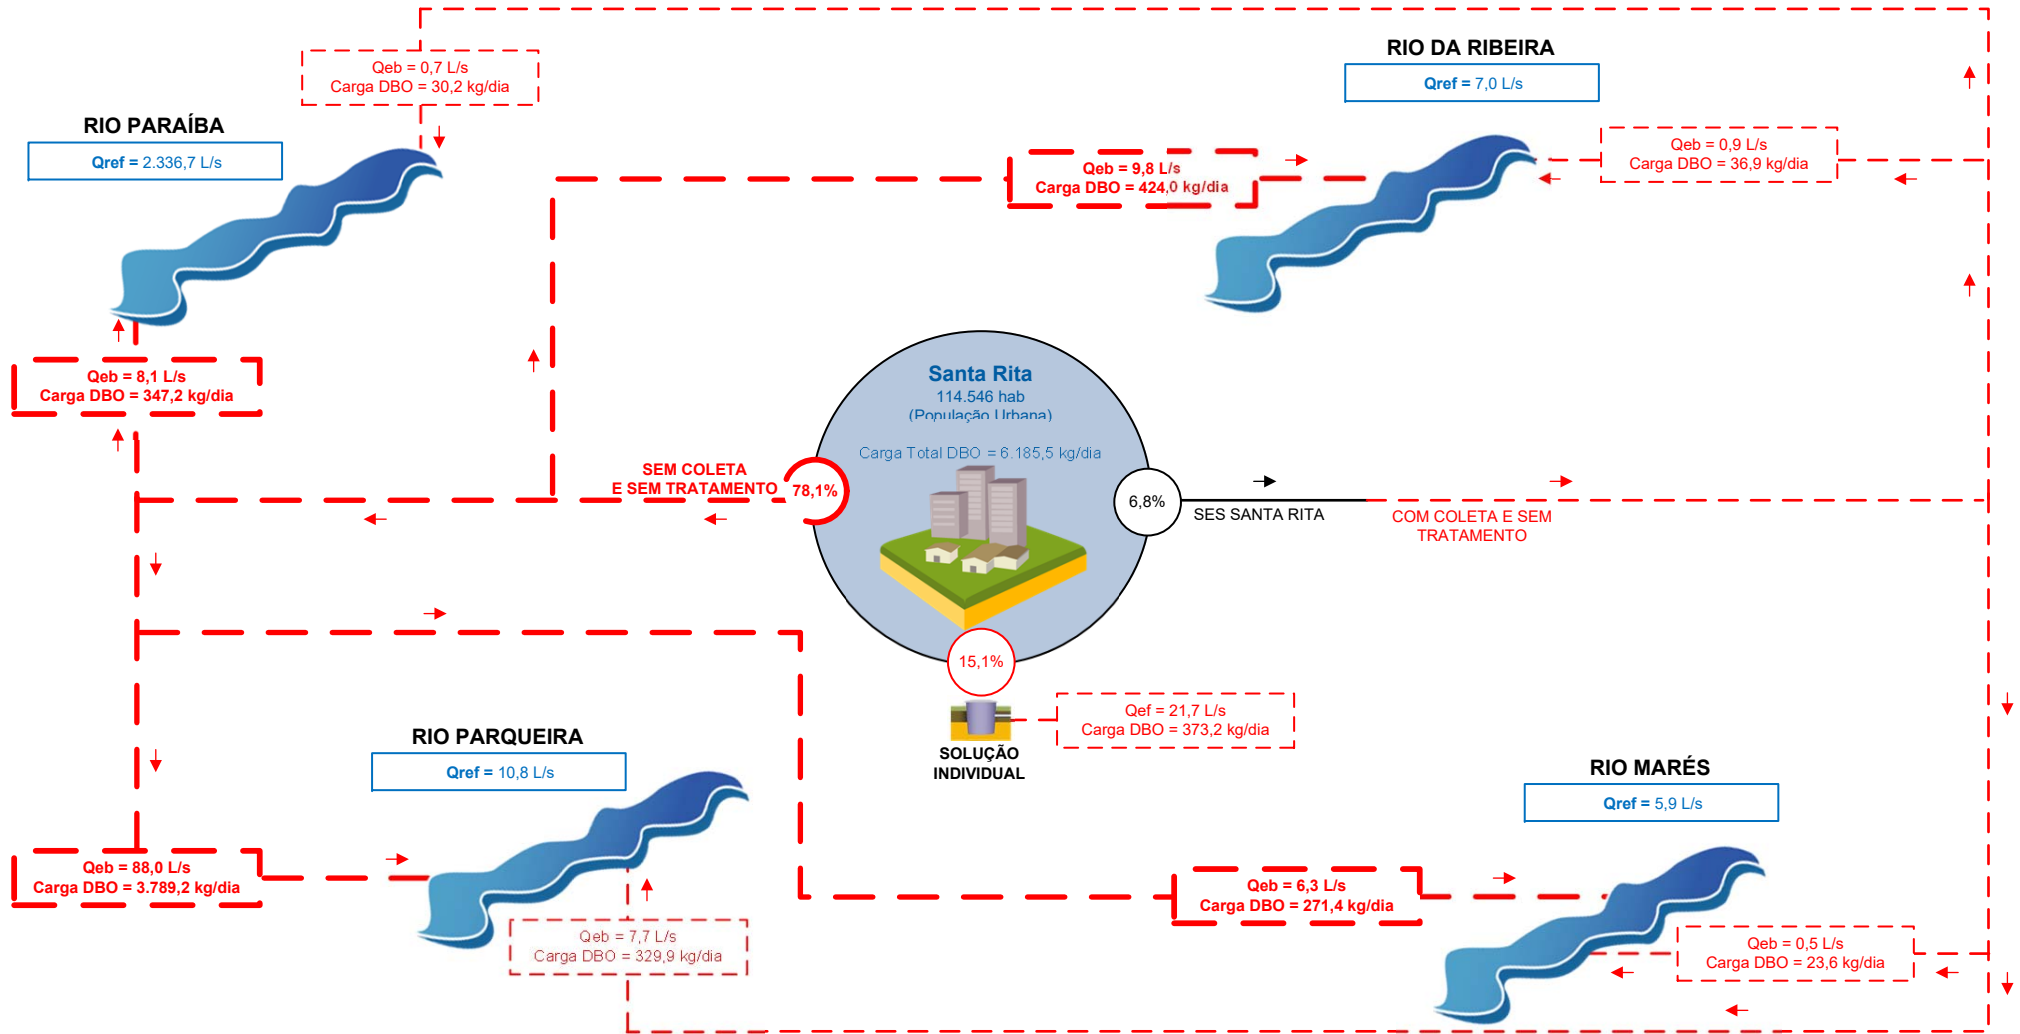 Qeb = 0,7 L/s
Carga DBO = 30,2 kg/dia
RIO PARAÍBA
Qref = 2.336,7 L/s
RIO DA RIBEIRA
Qref = 7,0 L/s
Qeb = 0,9 L/s
Carga DBO = 36,9 kg/dia
Qeb = 9,8 L/s
Carga DBO = 424,0 kg/dia
Qeb = 8,1 L/s
Carga DBO = 347,2 kg/dia
Santa Rita
114.546 hab
(População Urbana)
Carga Total DBO = 6.185,5 kg/dia
SEM COLETA
E SEM TRATAMENTO
78,1%
6,8%
SES SANTA RITA
COM COLETA E SEM
TRATAMENTO
15,1%
SOLUÇÃO
INDIVIDUAL
Qef = 21,7 L/s
Carga DBO = 373,2 kg/dia
RIO PARQUEIRA
Qref = 10,8 L/s
Qeb = 88,0 L/s
Carga DBO = 3.789,2 kg/dia
Qeb = 7,7 L/s
Carga DBO = 329,9 kg/dia
RIO MARÉS
Qref = 5,9 L/s
Qeb = 6,3 L/s
Carga DBO = 271,4 kg/dia
Qeb = 0,5 L/s
Carga DBO = 23,6 kg/dia